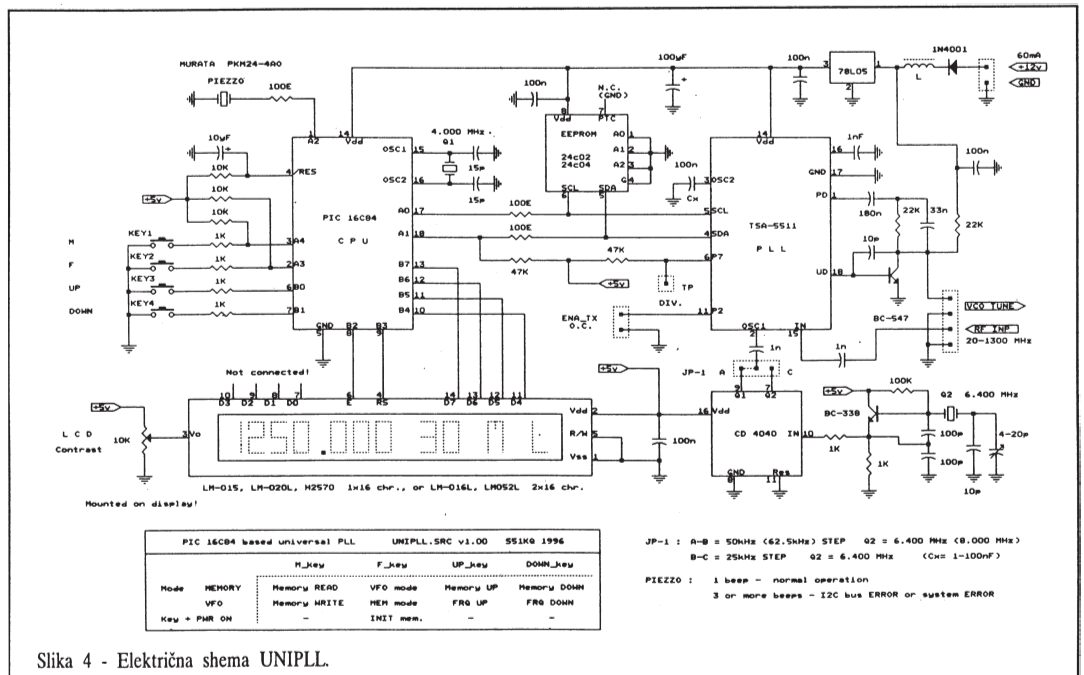 MURATA PKM24-4A0
PIEZZO
100E
100µF
100n
78L05
3
1
2
L
1N4001
60mA
+12v
GND
100n
N.C.
(GND)
8
Vdd
7
PTC
EEPROM
24c02
24c04
A0 1
A1 2
A2 3
G 4
SCL
6
SDA
5
10µF
+
10K
10K
10K
+5v
1
A2
14
Vdd
4 /RES
OSC1 15
OSC2 16
4.000 MHz.
Q1
15p
15p
PIC 16C84
C P U
A0 17
A1 18
B7 13
B6 12
B5 11
B4 10
3 A4
2 A3
6 B0
7 B1
GND
5
B2
8
B3
9
M
F
UP
DOWN
KEY1
KEY2
KEY3
KEY4
1K
1K
1K
1K
100E
100E
47K
47K
+5v
TP
DIV.
ENA_TX
O.C.
100n
Cx
14
Vdd
3 OSC2
5 SCL
4 SDA
6 P7
11 P2
TSA-5511
P L L
16
GND 17
PD 1
UD 18
OSC1
2
IN
15
1nF
100n
180n
22K
33n
22K
10p
BC-547
VCO TUNE
RF INP
20-1300 MHz
1n
1n
JP-1 A C
+5v
9
Q1
7
Q2
16 Vdd
CD 4040 IN 10
GND
8
Res
11
100n
1K
1K
BC-338
+5v
100K
Q2 6.400 MHz
100p
100p
4-20p
10p
Not connected!
10 9 8 7
D3 D2 D1 D0
6
E
4
RS
14 13 12 11
D7 D6 D5 D4
+5v
L C D
Contrast
10K
3 Vo
1250.000 30 M L
Vdd 2
R/W 5
Vss 1
LM-015, LM-020L, H2570 1x16 chr., or LM-016L, LM052L 2x16 chr.
Mounted on display!
PIC 16C84 based universal PLL UNIPLL.SRC v1.00 S51KQ 1996
M_key F_key UP_key DOWN_key
Mode MEMORY Memory READ VFO mode Memory UP Memory DOWN
VFO Memory WRITE MEM mode FRQ UP FRQ DOWN
Key + PWR ON - INIT mem. - -
JP-1 : A-B = 50kHz (62.5kHz) STEP Q2 = 6.400 MHz (8.000 MHz)
B-C = 25kHz STEP Q2 = 6.400 MHz (Cx= 1-100nF)
PIEZZO : 1 beep - normal operation
3 or more beeps - I2C bus ERROR or system ERROR
Slika 4 - Električna shema UNIPLL.